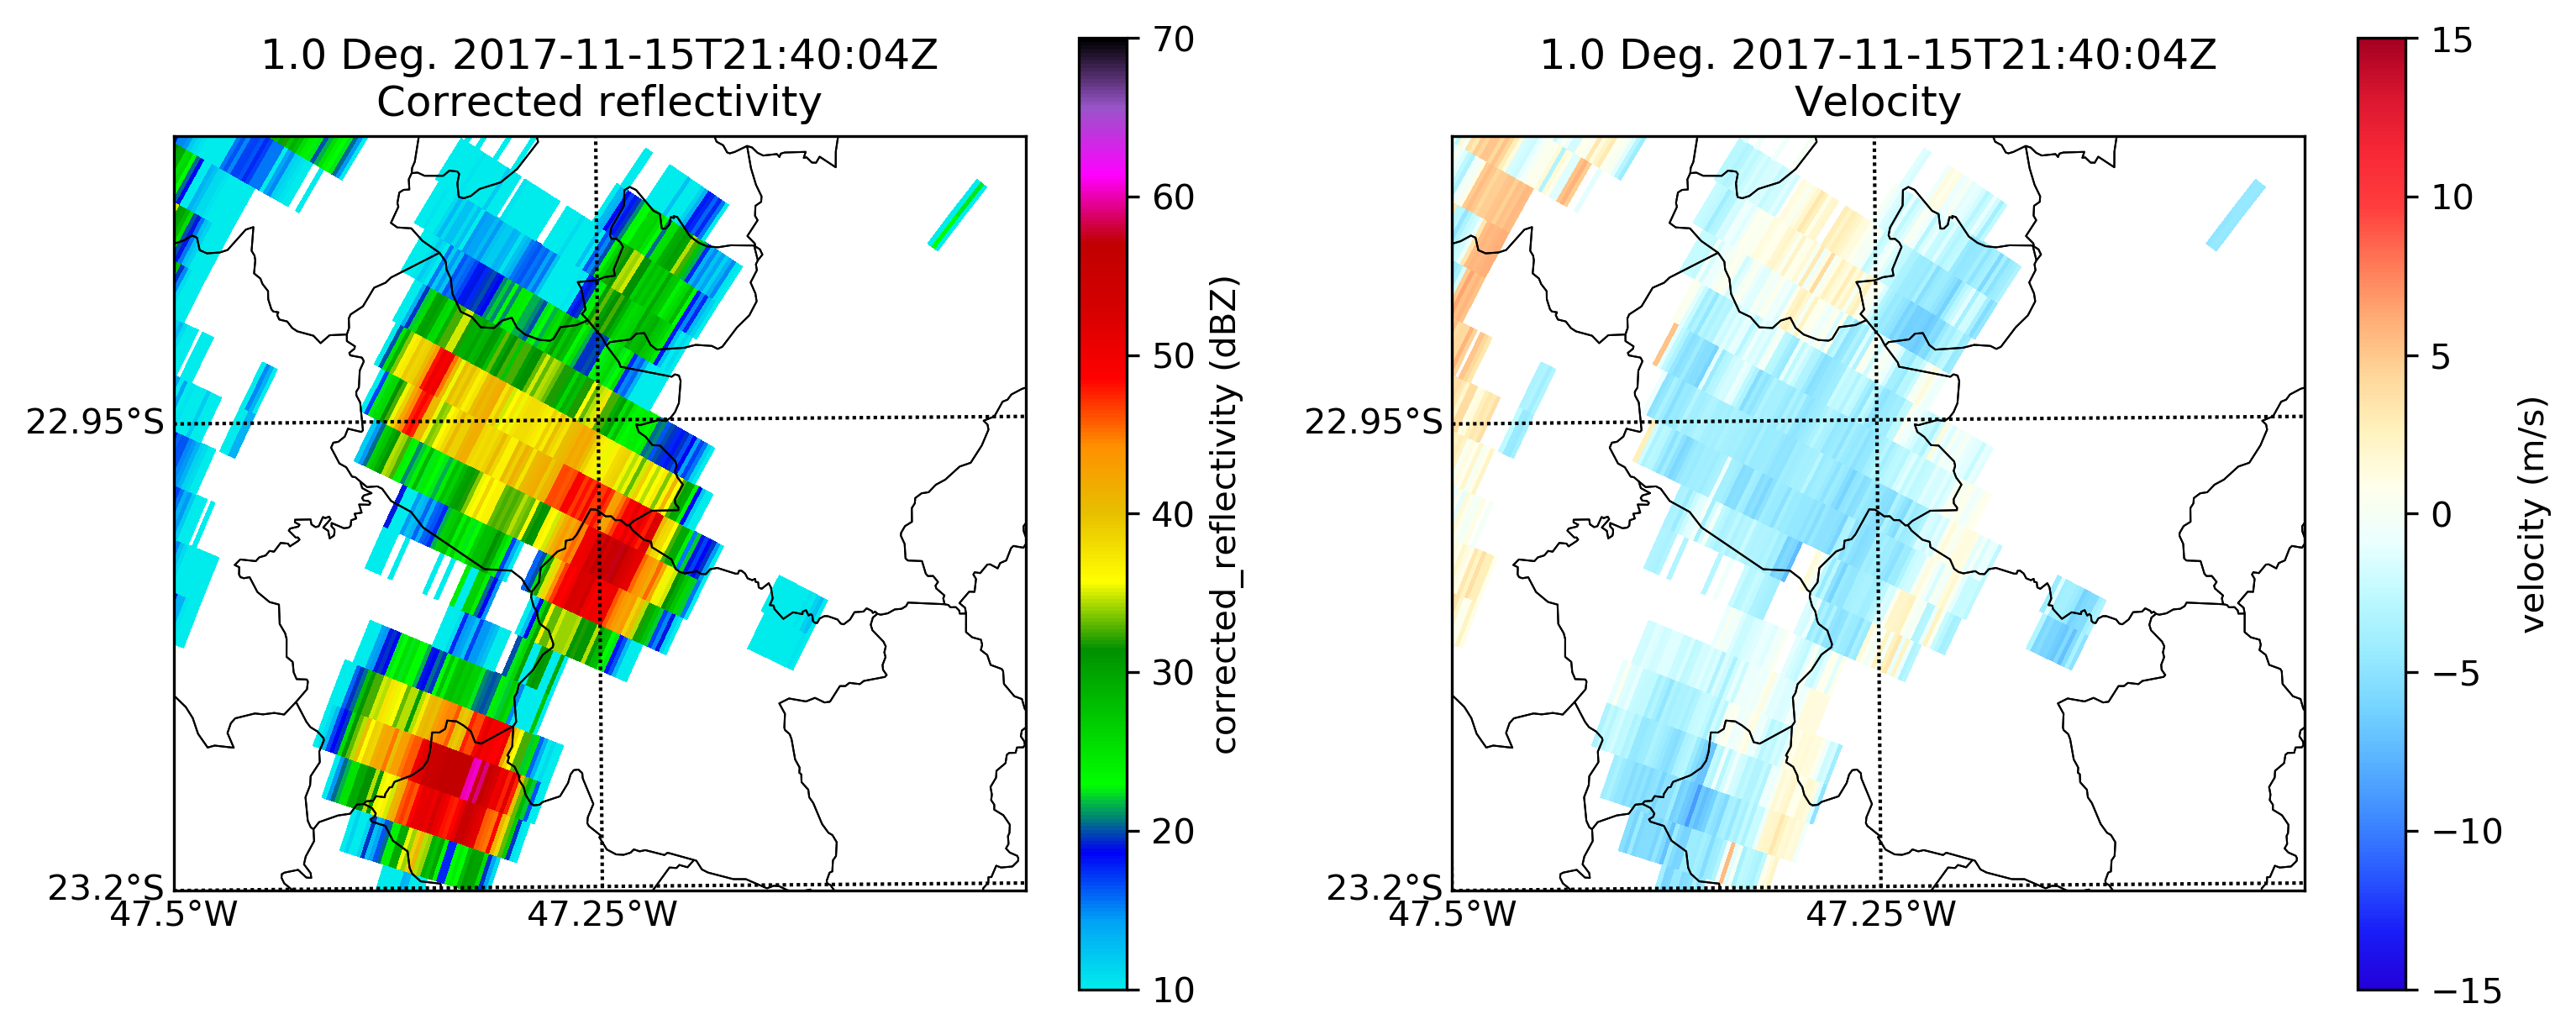 1.0 Deg. 2017-11-15T21:40:04Z
Corrected reflectivity
22.95°S
23.2°S
47.5°W
47.25°W
70
60
50
40
30
20
10
corrected_reflectivity (dBZ)
1.0 Deg. 2017-11-15T21:40:04Z
Velocity
22.95°S
23.2°S
47.5°W
47.25°W
15
10
5
0
−5
−10
−15
velocity (m/s)